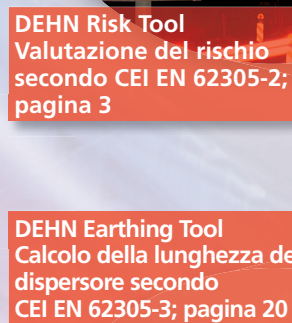 DEHN Risk Tool
Valutazione del rischio
secondo CEI EN 62305-2;
pagina 3
DEHN Earthing Tool
Calcolo della lunghezza de
dispersore secondo
CEI EN 62305-3; pagina 20